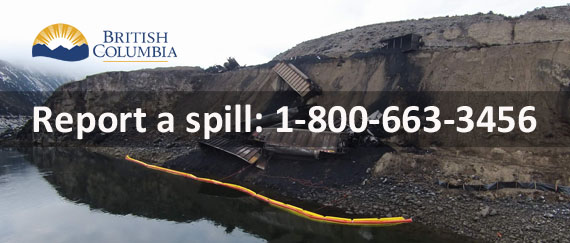 BRITISH
COLUMBIA
Report a spill: 1-800-663-3456